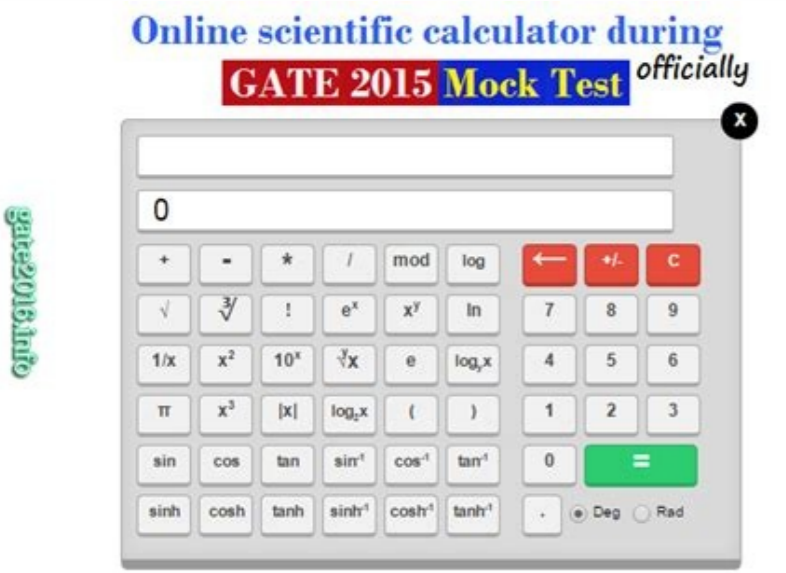 Online scientific calculator during
GATE 2015 Mock Test officially
x
0
+ - * / mod log ← +/- C
√ ∛ ! eˣ xʸ ln 7 8 9
1/x x² 10ˣ ʸ√x e logᵧx 4 5 6
π x³ |x| log₂x ( ) 1 2 3
sin cos tan sin⁻¹ cos⁻¹ tan⁻¹ 0 =
sinh cosh tanh sinh⁻¹ cosh⁻¹ tanh⁻¹ . Deg Rad
gate2016.info